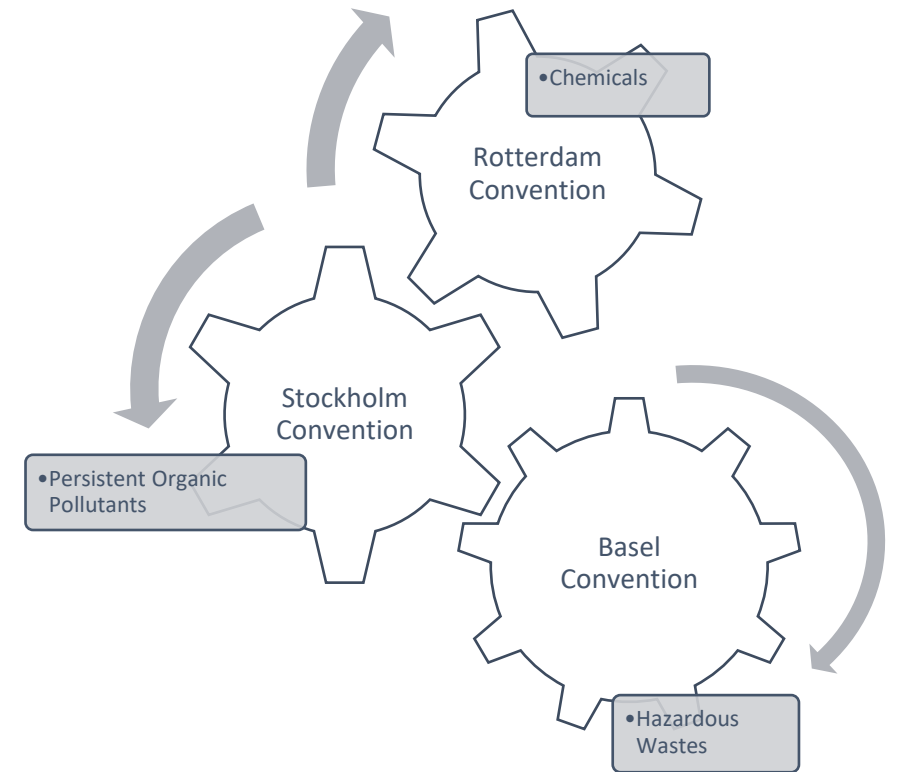 •Chemicals
Rotterdam
Convention
Stockholm
Convention
•Persistent Organic
Pollutants
Basel
Convention
•Hazardous
Wastes